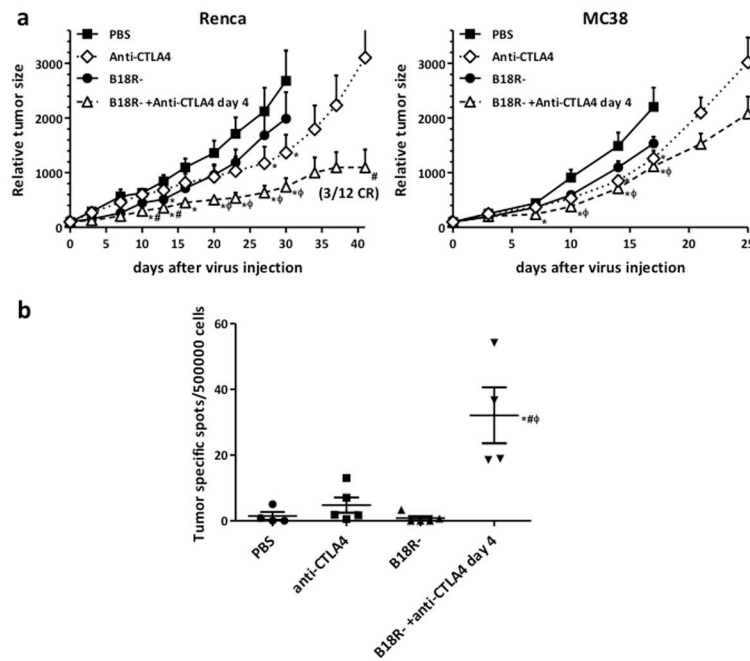 a
Renca
PBS
Anti-CTLA4
B18R-
B18R- +Anti-CTLA4 day 4
Relative tumor size
3000
2000
1000
0
*
*
*#
*#
*
*ϕ
*ϕ
*ϕ
*ϕ
#
(3/12 CR)
0 5 10 15 20 25 30 35 40
days after virus injection
MC38
PBS
Anti-CTLA4
B18R-
B18R- +Anti-CTLA4 day 4
Relative tumor size
3000
2000
1000
0
*
*
*
*ϕ
*ϕ
*ϕ
0 5 10 15 20 25
days after virus injection
b
Tumor specific spots/500000 cells
60
40
20
0
*#ϕ
PBS
anti-CTLA4
B18R-
B18R- +anti-CTLA4 day 4